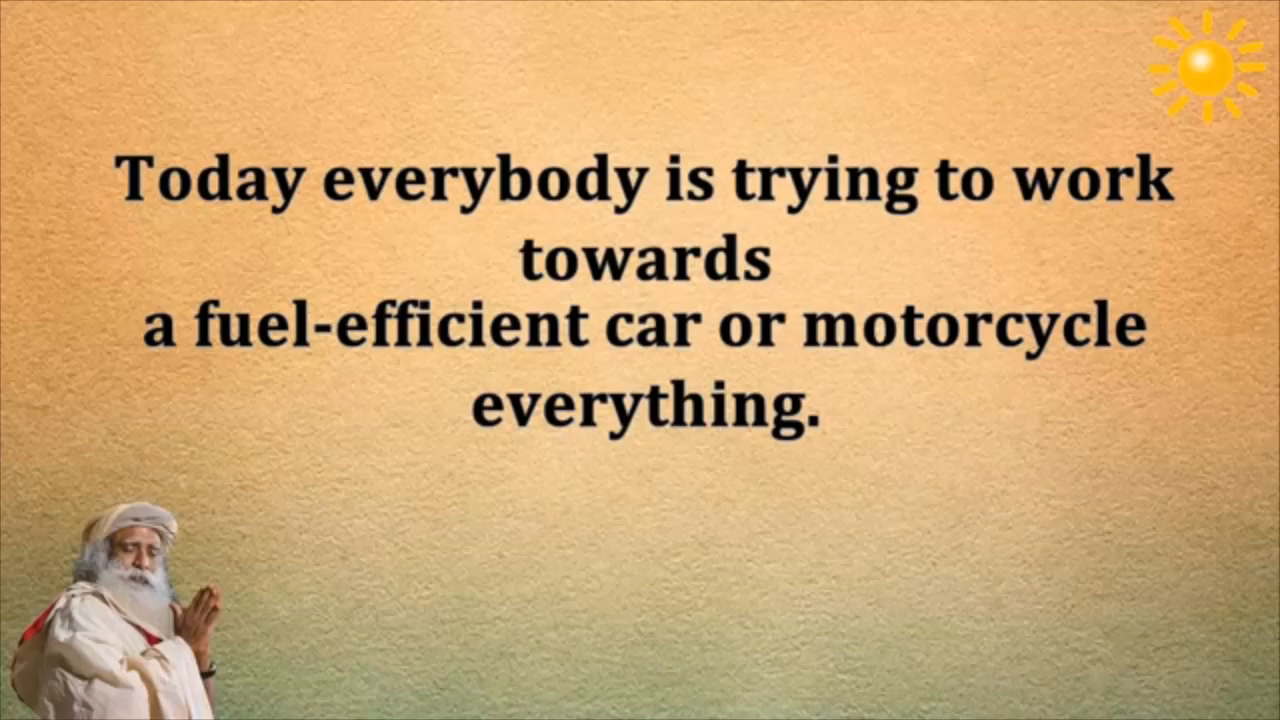 Today everybody is trying to work
towards
a fuel-efficient car or motorcycle
everything.